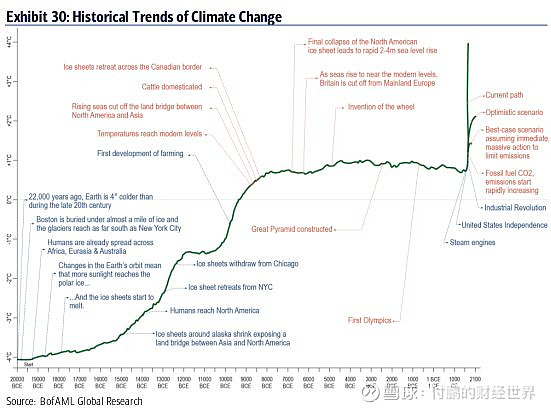 Exhibit 30: Historical Trends of Climate Change
+4°C
+3°C
+2°C
+1°C
0°C
-1°C
-2°C
-3°C
-4°C
Final collapse of the North American
ice sheet leads to rapid 2-4m sea level rise
Ice sheets retreat across the Canadian border
As seas rise to near the modern levels,
Britain is cut off from Mainland Europe
Cattle domesticated
Rising seas cut off the land bridge between
North America and Asia
Invention of the wheel
Temperatures reach modern levels
First development of farming
Current path
Optimistic scenario
Best-case scenario
assuming immediate,
massive action to
limit emissions
Fossil fuel CO2,
emissions start
rapidly increasing
Industrial Revolution
United States Independence
Steam engines
22,000 years ago, Earth is 4° colder than
during the late 20th century
Boston is buried under almost a mile of ice and
the glaciers reach as far south as New York City
Humans are already spread across
Africa, Eurasia & Australia
Great Pyramid constructed
Changes in the Earth's orbit mean
that more sunlight reaches the
polar ice...
Ice sheets withdraw from Chicago
...And the ice sheets start to
melt.
Ice sheet retreats from NYC
Humans reach North America
First Olympics
Ice sheets around alaska shrink exposing a
land bridge between Asia and North America
Start
20000 19000 18000 17000 16000 15000 14000 13000 12000 11000 10000 9000 8000 7000 6000 5000 4000 3000 2000 1000 1 BCE 1000 2100
BCE BCE BCE BCE BCE BCE BCE BCE BCE BCE BCE BCE BCE BCE BCE BCE BCE BCE BCE BCE 1 CE CE CE
Source: BofAML Global Research
雪球：付鹏的财经世界